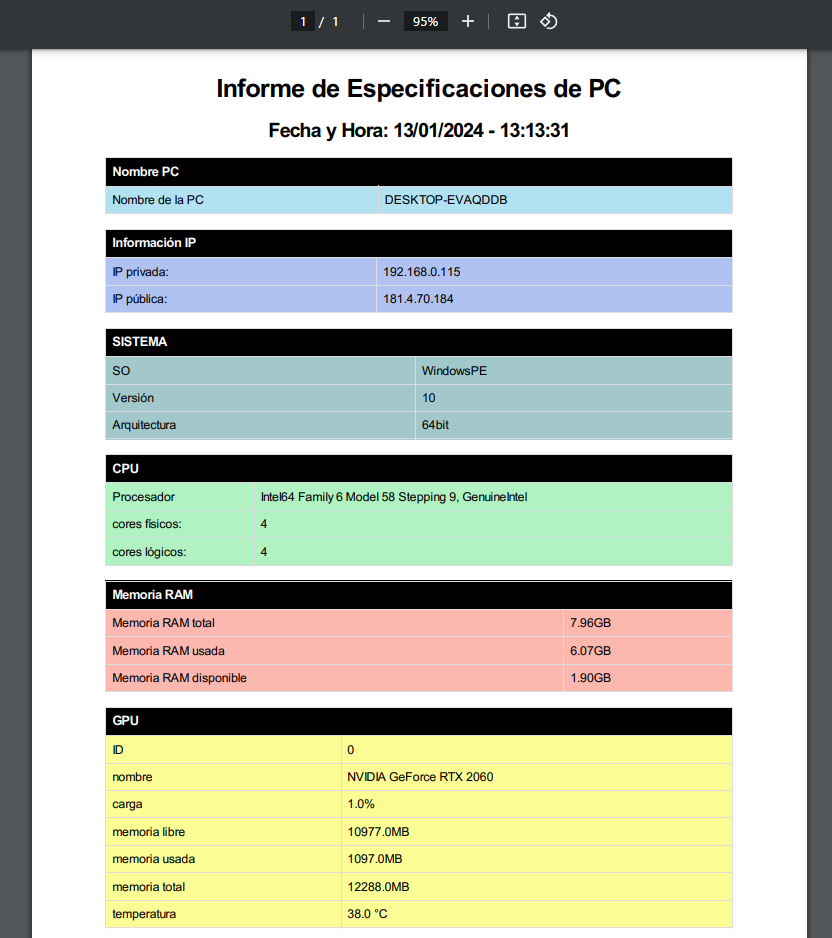 1 / 1 95%
Informe de Especificaciones de PC
Fecha y Hora: 13/01/2024 - 13:13:31
Nombre PC
Nombre de la PC DESKTOP-EVAQDDB
Información IP
IP privada: 192.168.0.115
IP pública: 181.4.70.184
SISTEMA
SO WindowsPE
Versión 10
Arquitectura 64bit
CPU
Procesador Intel64 Family 6 Model 58 Stepping 9, GenuineIntel
cores físicos: 4
cores lógicos: 4
Memoria RAM
Memoria RAM total 7.96GB
Memoria RAM usada 6.07GB
Memoria RAM disponible 1.90GB
GPU
ID 0
nombre NVIDIA GeForce RTX 2060
carga 1.0%
memoria libre 10977.0MB
memoria usada 1097.0MB
memoria total 12288.0MB
temperatura 38.0 °C